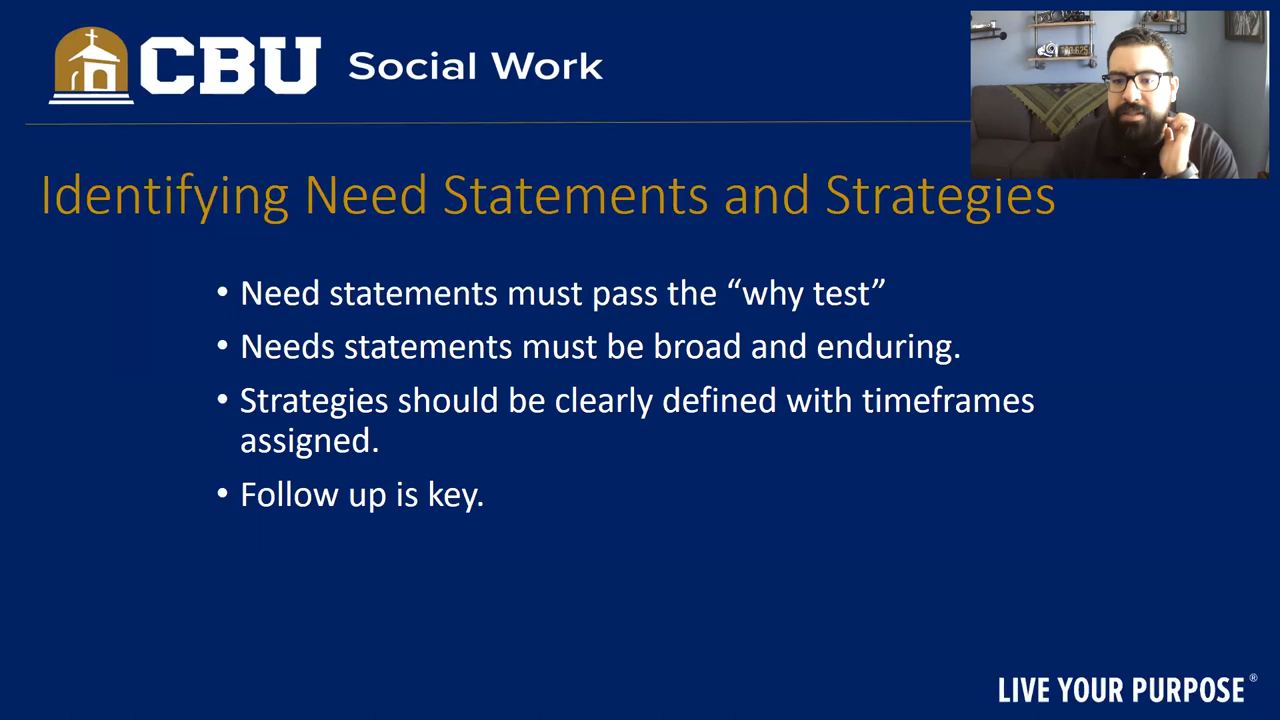 CBU Social Work
Identifying Need Statements and Strategies
• Need statements must pass the “why test”
• Needs statements must be broad and enduring.
• Strategies should be clearly defined with timeframes
assigned.
• Follow up is key.
LIVE YOUR PURPOSE®